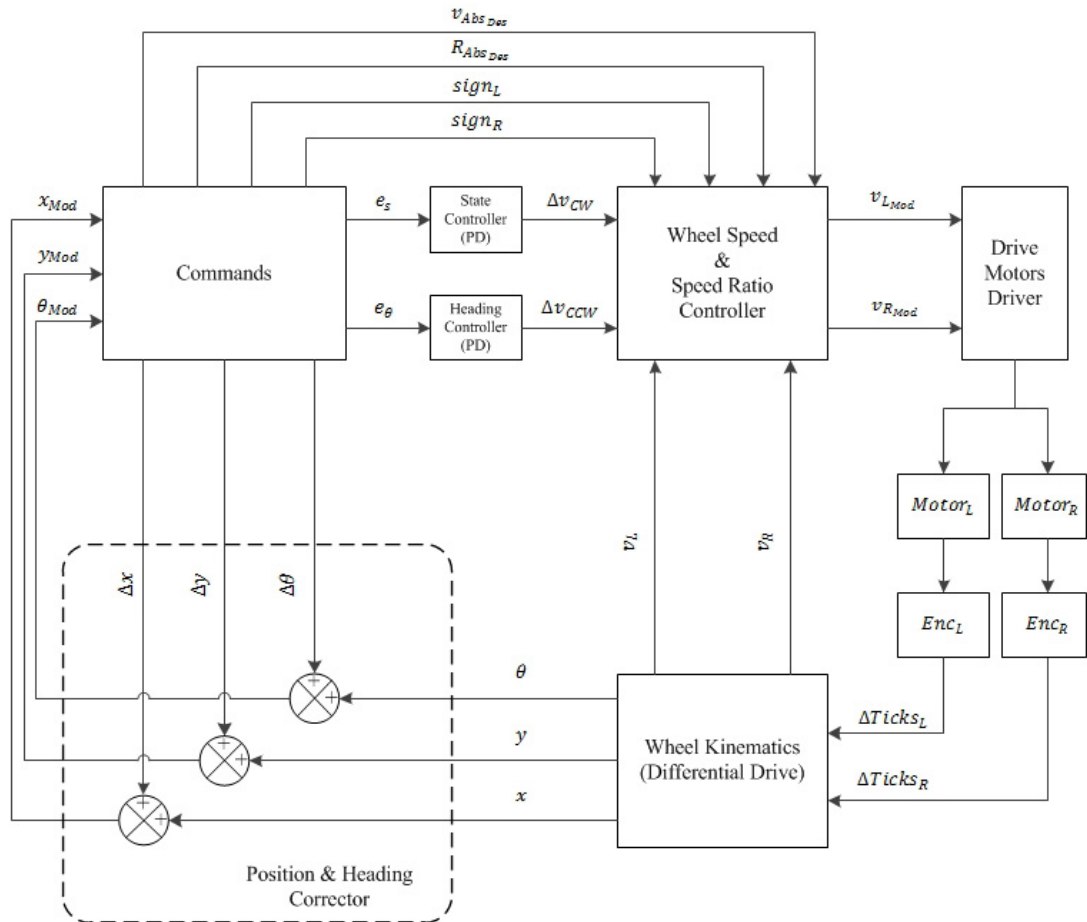 v_{Abs_{Des}}
R_{Abs_{Des}}
sign_L
sign_R
x_{Mod}
y_{Mod}
θ_{Mod}
Commands
e_s
e_θ
State
Controller
(PD)
Heading
Controller
(PD)
Δv_{CW}
Δv_{CCW}
Wheel Speed
&
Speed Ratio
Controller
v_{L_{Mod}}
v_{R_{Mod}}
Drive
Motors
Driver
Motor_L
Motor_R
Enc_L
Enc_R
ΔTicks_L
ΔTicks_R
v_L
v_R
Wheel Kinematics
(Differential Drive)
θ
y
x
Δx
Δy
Δθ
+
+
+
+
+
+
Position & Heading
Corrector